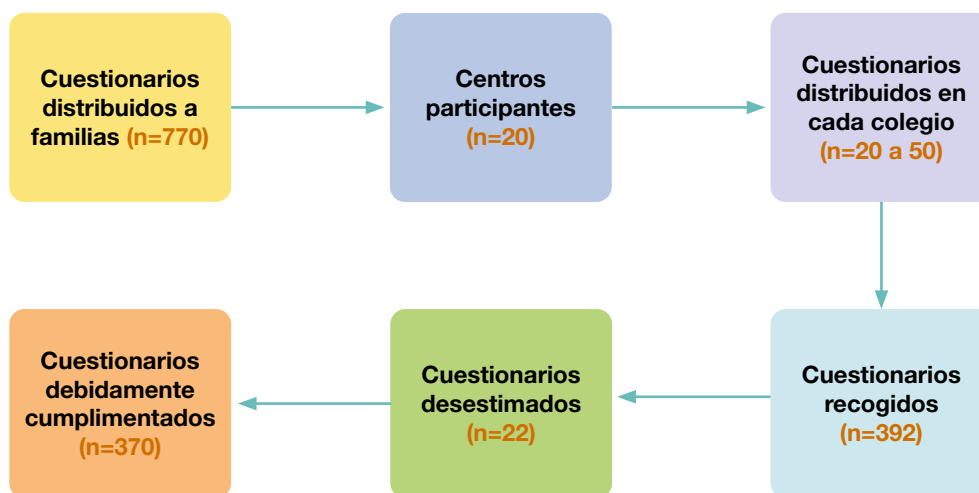 Cuestionarios
distribuidos a
familias (n=770)
Centros
participantes
(n=20)
Cuestionarios
distribuidos en
cada colegio
(n=20 a 50)
Cuestionarios
recogidos
(n=392)
Cuestionarios
desestimados
(n=22)
Cuestionarios
debidamente
cumplimentados
(n=370)